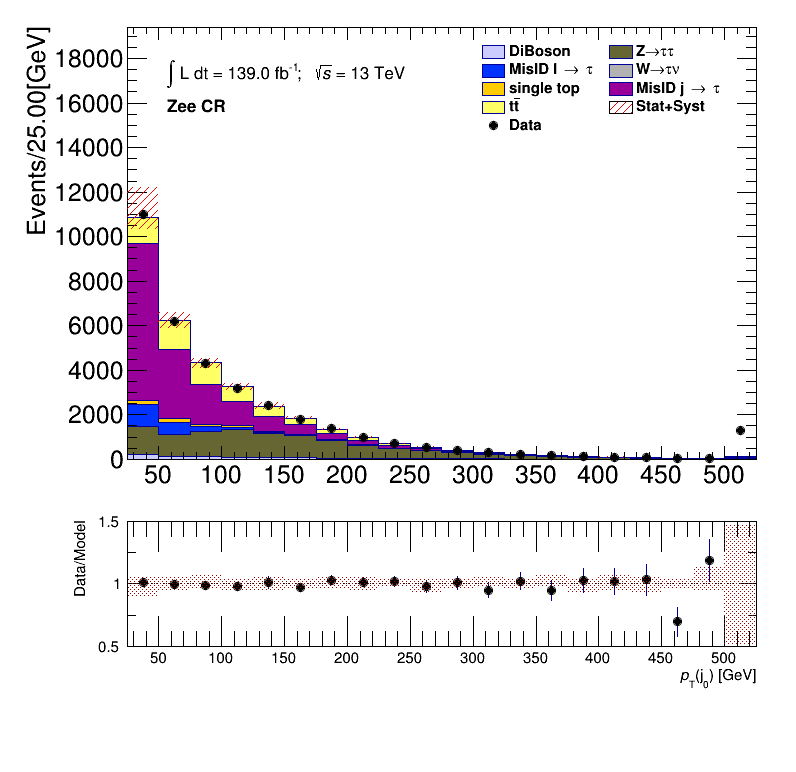 Events/25.00[GeV]
18000
16000
14000
12000
10000
8000
6000
4000
2000
0
∫ L dt = 139.0 fb⁻¹; √s = 13 TeV
Zee CR
DiBoson
MisID l → τ
single top
tt̄
Data
Z→ττ
W→τν
MisID j → τ
Stat+Syst
50 100 150 200 250 300 350 400 450 500
Data/Model
1.5
1
0.5
50 100 150 200 250 300 350 400 450 500
p_T(j_0) [GeV]